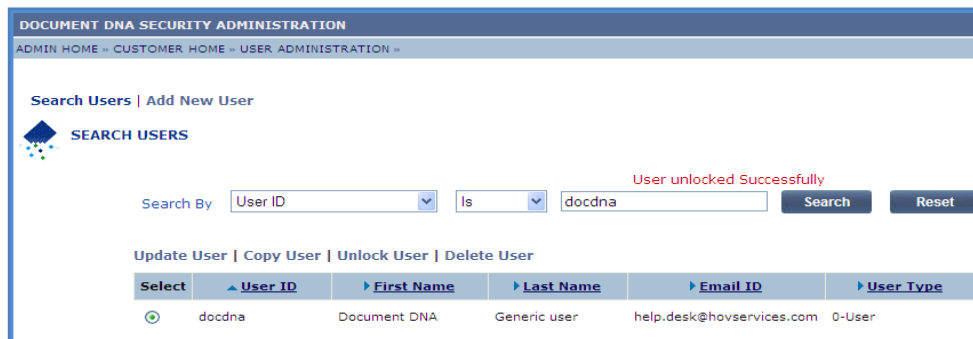 DOCUMENT DNA SECURITY ADMINISTRATION
ADMIN HOME » CUSTOMER HOME » USER ADMINISTRATION »
Search Users | Add New User
SEARCH USERS
User unlocked Successfully
Search By User ID Is docdna Search Reset
Update User | Copy User | Unlock User | Delete User
Select User ID First Name Last Name Email ID User Type
docdna Document DNA Generic user help.desk@hovservices.com 0-User